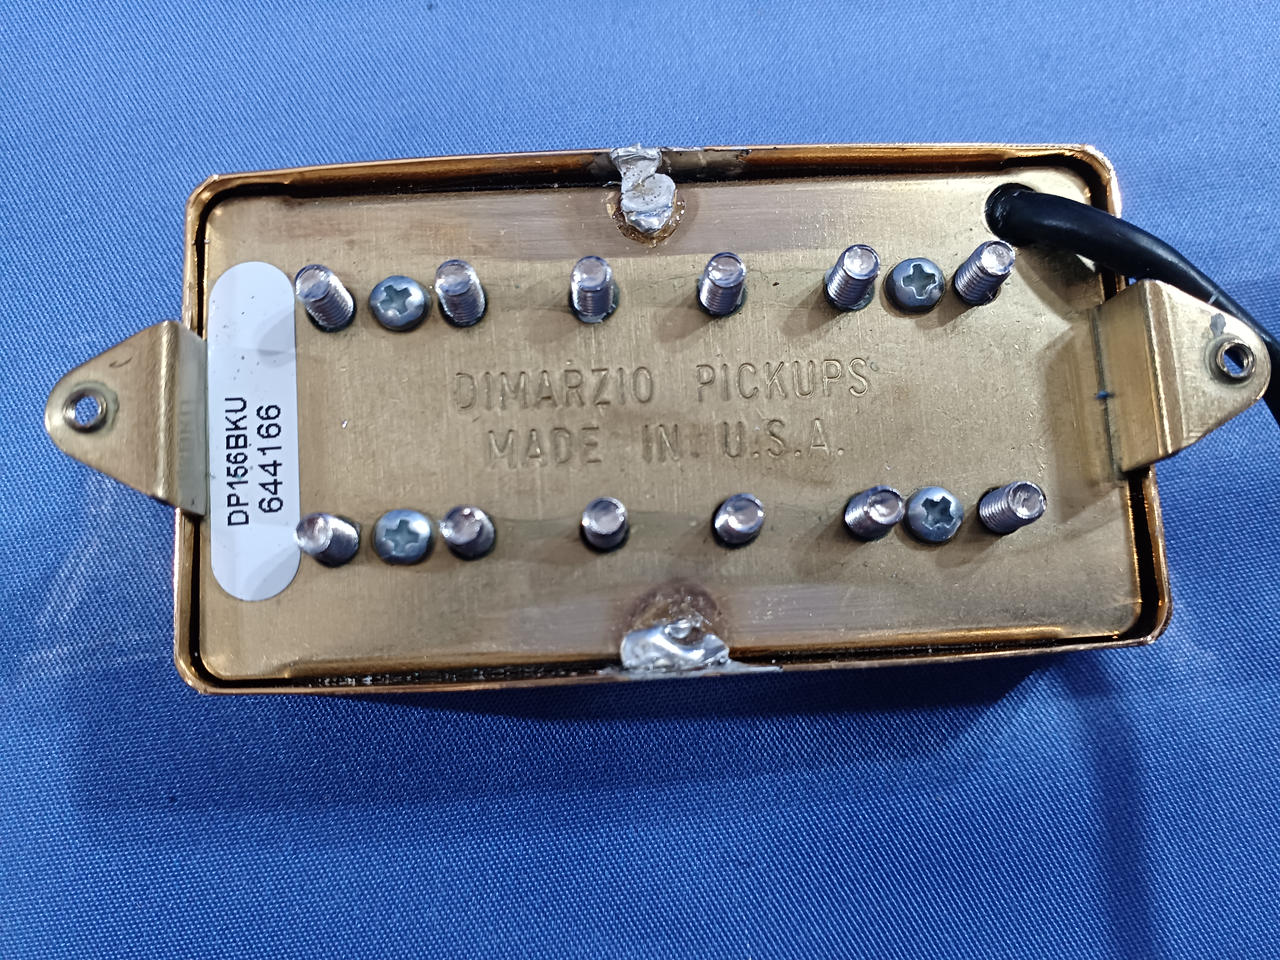 DIMARZIO PICKUPS
MADE IN U.S.A.
DP156BKU
644166